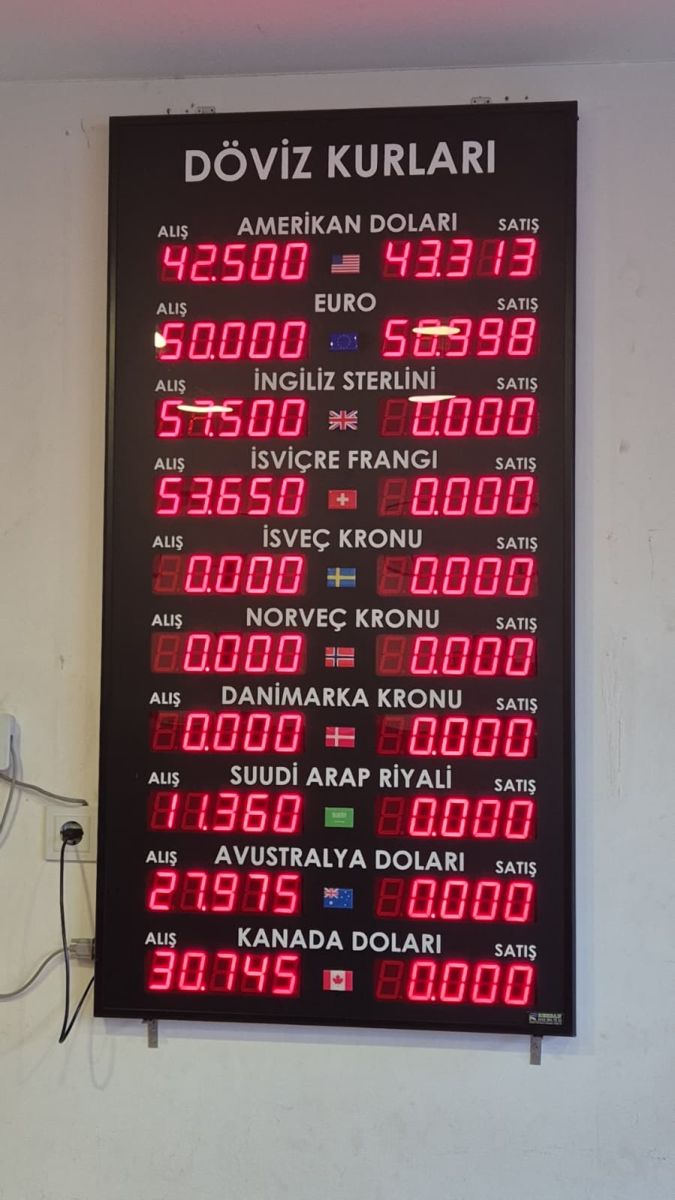 DÖVİZ KURLARI
ALIŞ AMERİKAN DOLARI SATIŞ
42.500 43.313
ALIŞ EURO SATIŞ
50.000 50.398
ALIŞ İNGİLİZ STERLİNİ SATIŞ
57.500 0.000
ALIŞ İSVİÇRE FRANGI SATIŞ
53.650 0.000
ALIŞ İSVEÇ KRONU SATIŞ
0.000 0.000
ALIŞ NORVEÇ KRONU SATIŞ
0.000 0.000
ALIŞ DANİMARKA KRONU SATIŞ
0.000 0.000
ALIŞ SUUDİ ARAP RİYALİ SATIŞ
11.360 0.000
ALIŞ AVUSTRALYA DOLARI SATIŞ
27.975 0.000
ALIŞ KANADA DOLARI SATIŞ
30.745 0.000